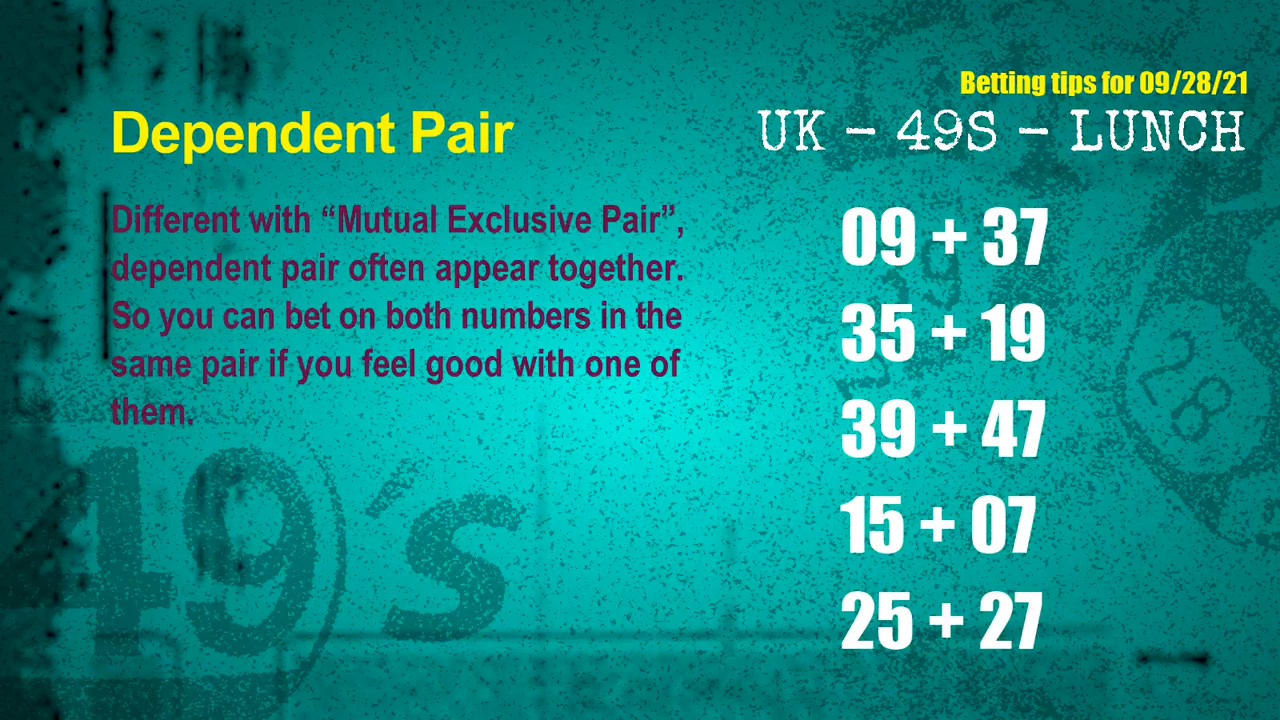 Betting tips for 09/28/21
UK - 49S - LUNCH
Dependent Pair
Different with “Mutual Exclusive Pair”,
dependent pair often appear together.
So you can bet on both numbers in the
same pair if you feel good with one of
them.
09 + 37
35 + 19
39 + 47
15 + 07
25 + 27
49's
39
28